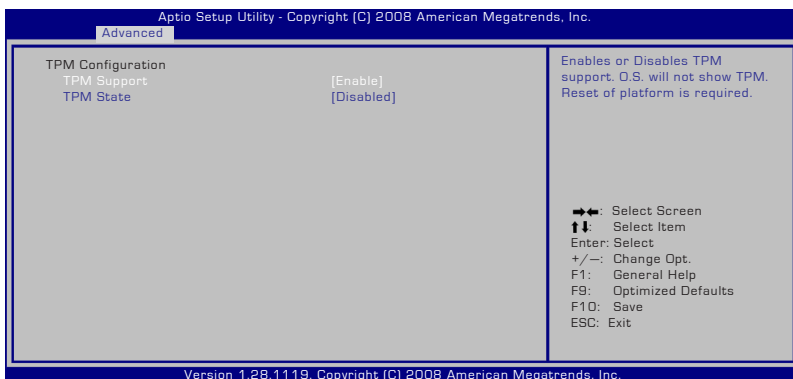 Aptio Setup Utility - Copyright (C) 2008 American Megatrends, Inc.
Advanced
TPM Configuration
TPM Support [Enable]
TPM State [Disabled]
Enables or Disables TPM
support. O.S. will not show TPM.
Reset of platform is required.
→←: Select Screen
↑↓: Select Item
Enter: Select
+/—: Change Opt.
F1: General Help
F9: Optimized Defaults
F10: Save
ESC: Exit
Version 1.28.1119. Copyright (C) 2008 American Megatrends, Inc.